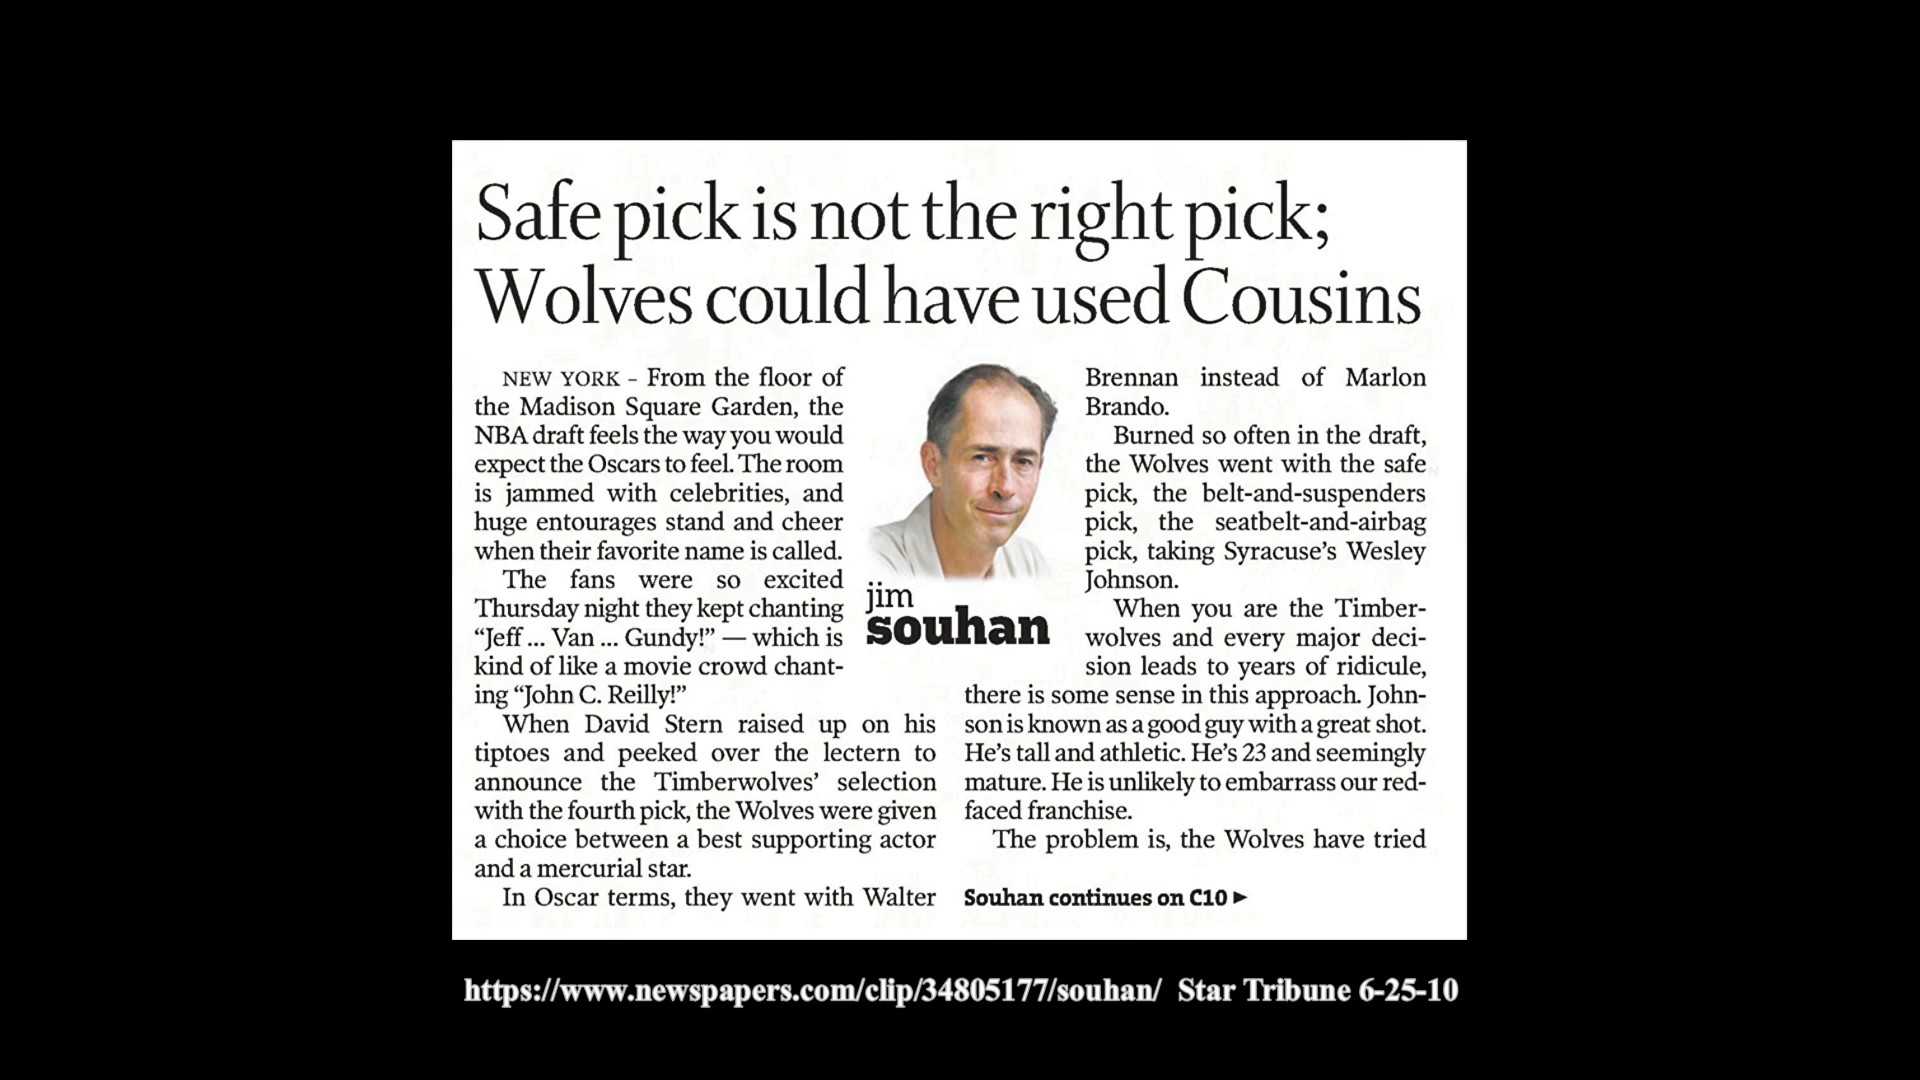 Safe pick is not the right pick;
Wolves could have used Cousins
NEW YORK – From the floor of
the Madison Square Garden, the
NBA draft feels the way you would
expect the Oscars to feel. The room
is jammed with celebrities, and
huge entourages stand and cheer
when their favorite name is called.
The fans were so excited
Thursday night they kept chanting
“Jeff ... Van ... Gundy!” — which is
kind of like a movie crowd chant-
ing “John C. Reilly!”
When David Stern raised up on his
tiptoes and peeked over the lectern to
announce the Timberwolves’ selection
with the fourth pick, the Wolves were given
a choice between a best supporting actor
and a mercurial star.
In Oscar terms, they went with Walter
jim
souhan
Brennan instead of Marlon
Brando.
Burned so often in the draft,
the Wolves went with the safe
pick, the belt-and-suspenders
pick, the seatbelt-and-airbag
pick, taking Syracuse’s Wesley
Johnson.
When you are the Timber-
wolves and every major deci-
sion leads to years of ridicule,
there is some sense in this approach. John-
son is known as a good guy with a great shot.
He’s tall and athletic. He’s 23 and seemingly
mature. He is unlikely to embarrass our red-
faced franchise.
The problem is, the Wolves have tried
Souhan continues on C10 ►
https://www.newspapers.com/clip/34805177/souhan/ Star Tribune 6-25-10